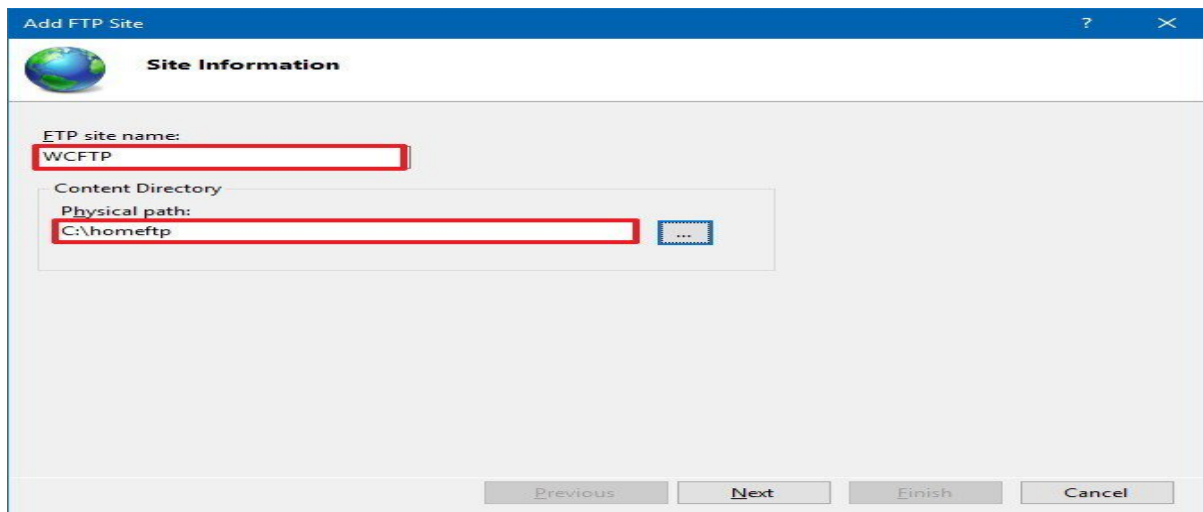 Add FTP Site ? ×
Site Information
FTP site name:
WCFTP
Content Directory
Physical path:
C:\homeftp
...
Previous Next Finish Cancel